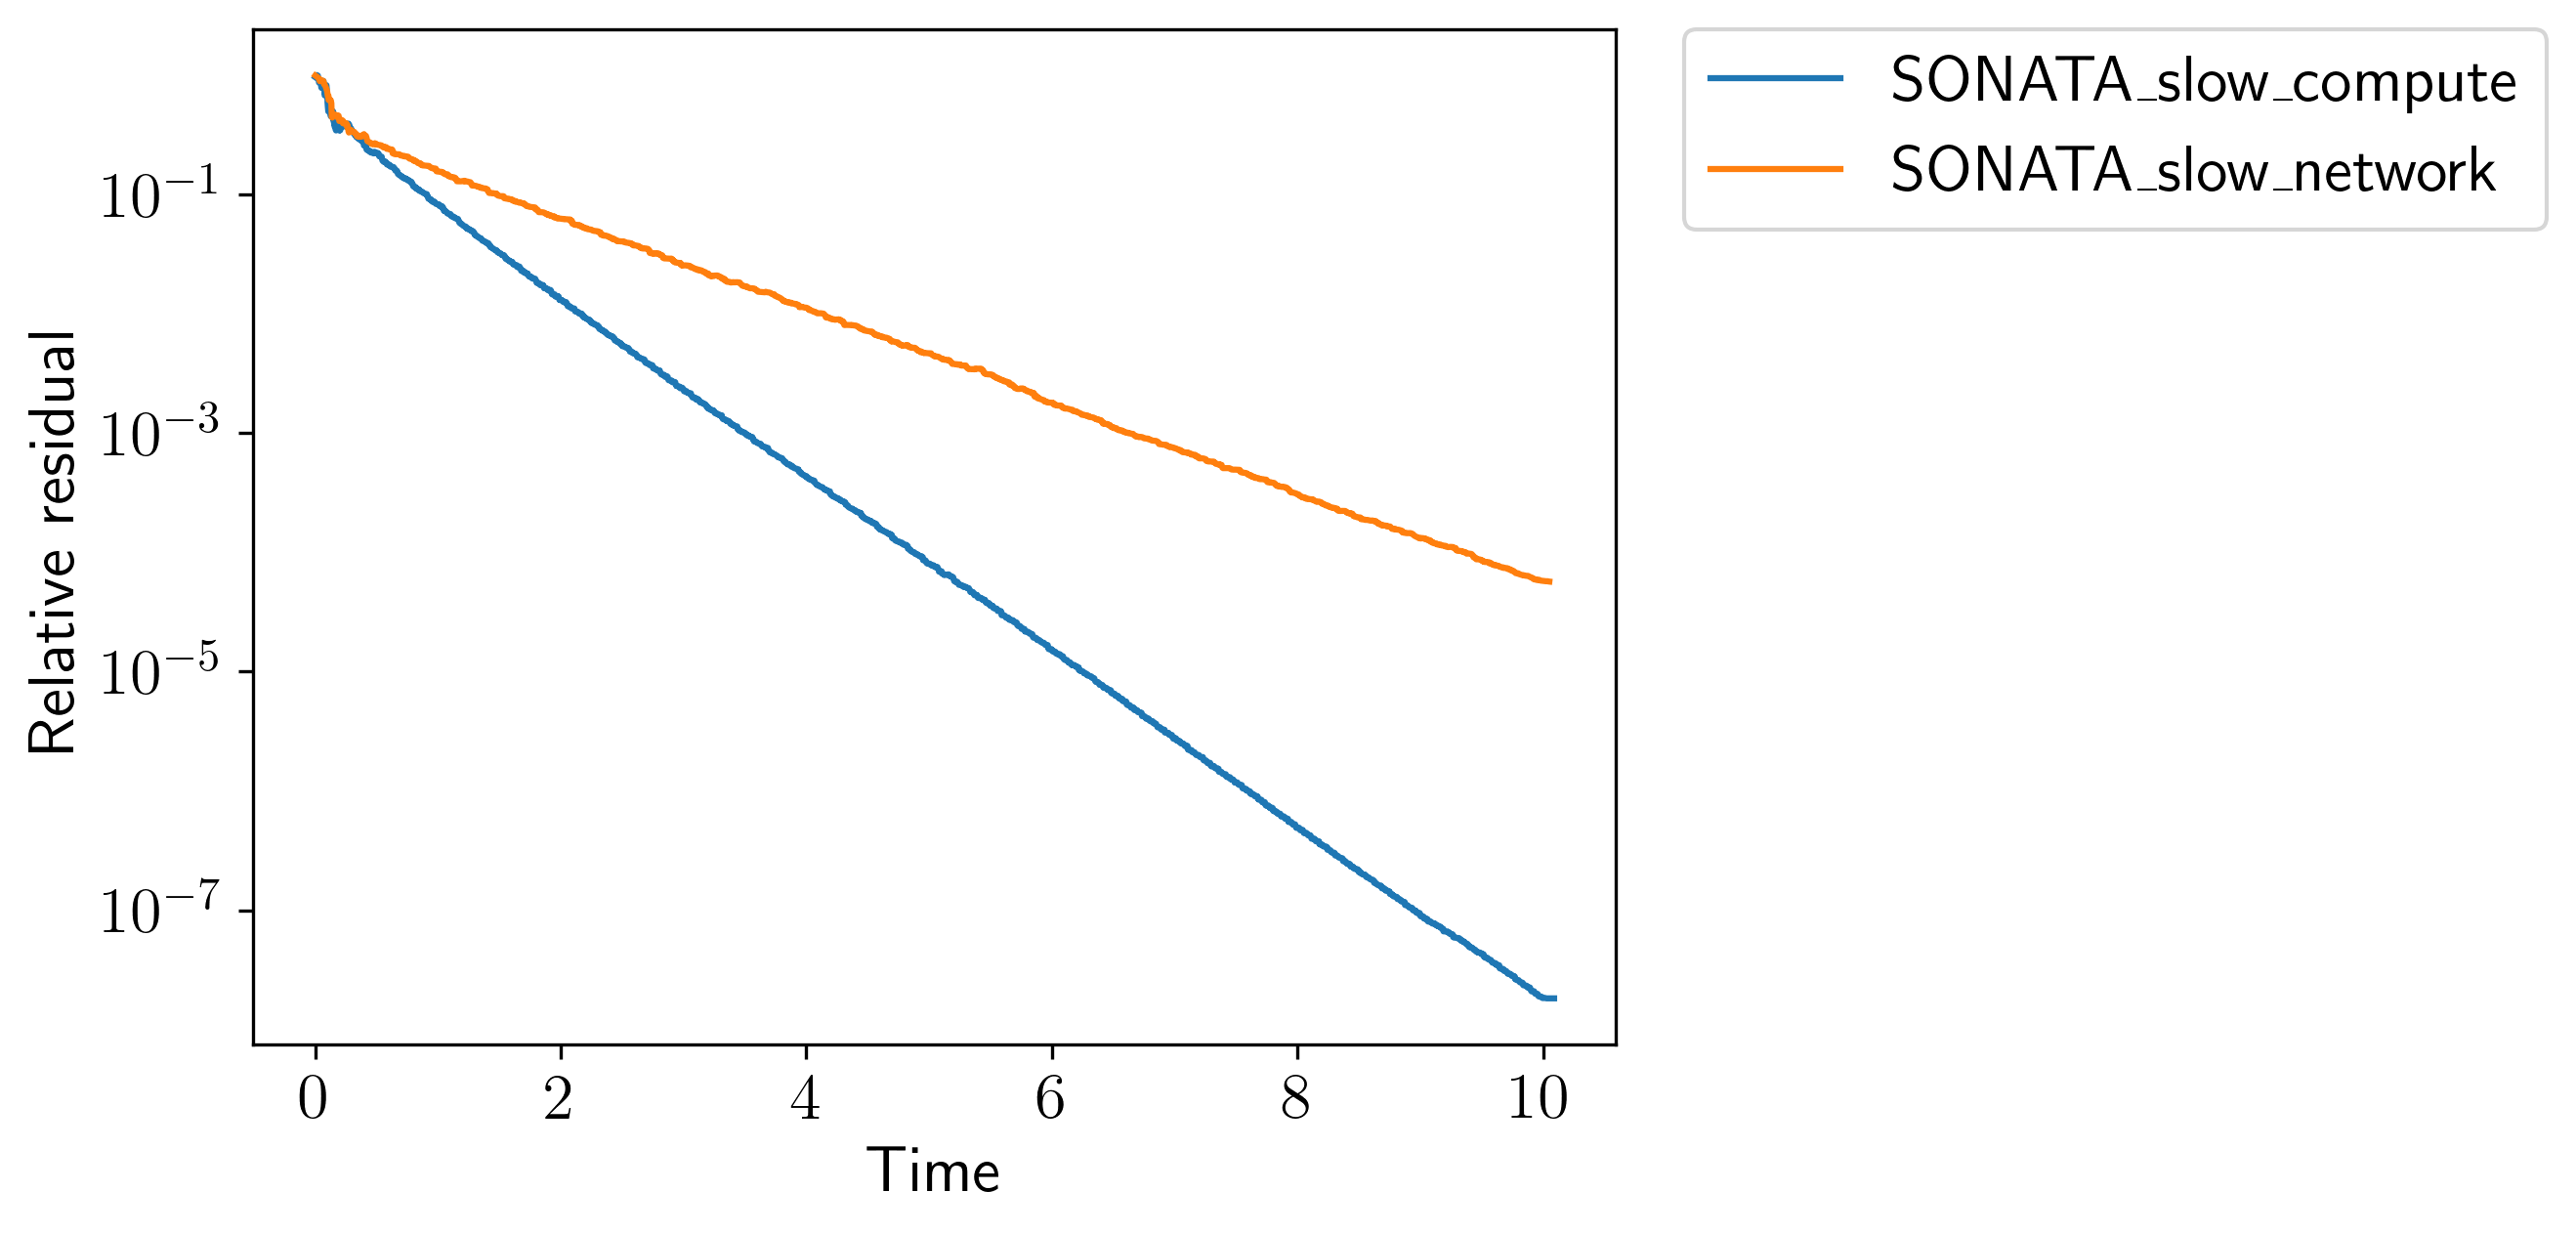 SONATA_slow_compute
SONATA_slow_network
Relative residual
10⁻¹
10⁻³
10⁻⁵
10⁻⁷
0 2 4 6 8 10
Time